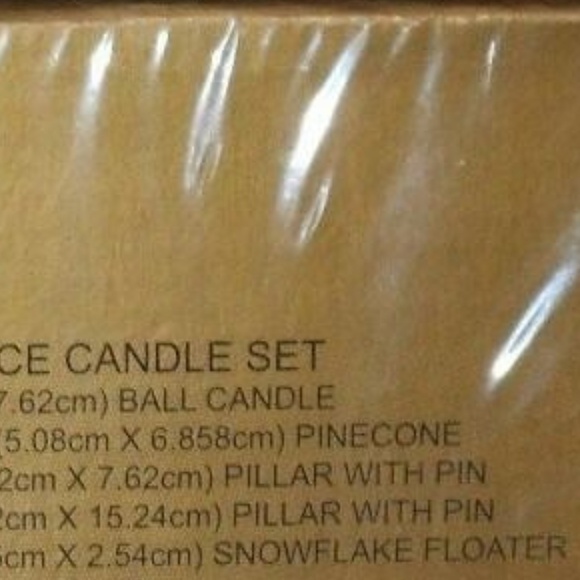 CE CANDLE SET
7.62cm) BALL CANDLE
(5.08cm X 6.858cm) PINECONE
2cm X 7.62cm) PILLAR WITH PIN
2cm X 15.24cm) PILLAR WITH PIN
cm X 2.54cm) SNOWFLAKE FLOATER